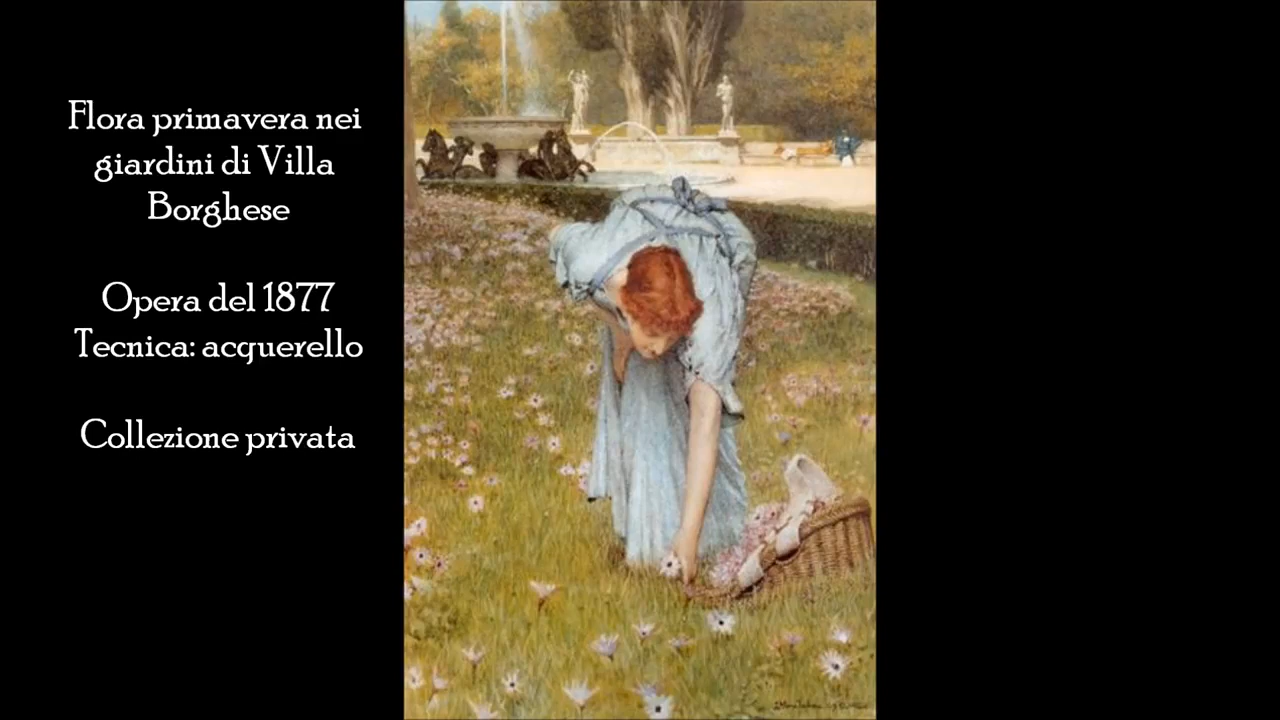 Flora primavera nei
giardini di Villa
Borghese
Opera del 1877
Tecnica: acquerello
Collezione privata